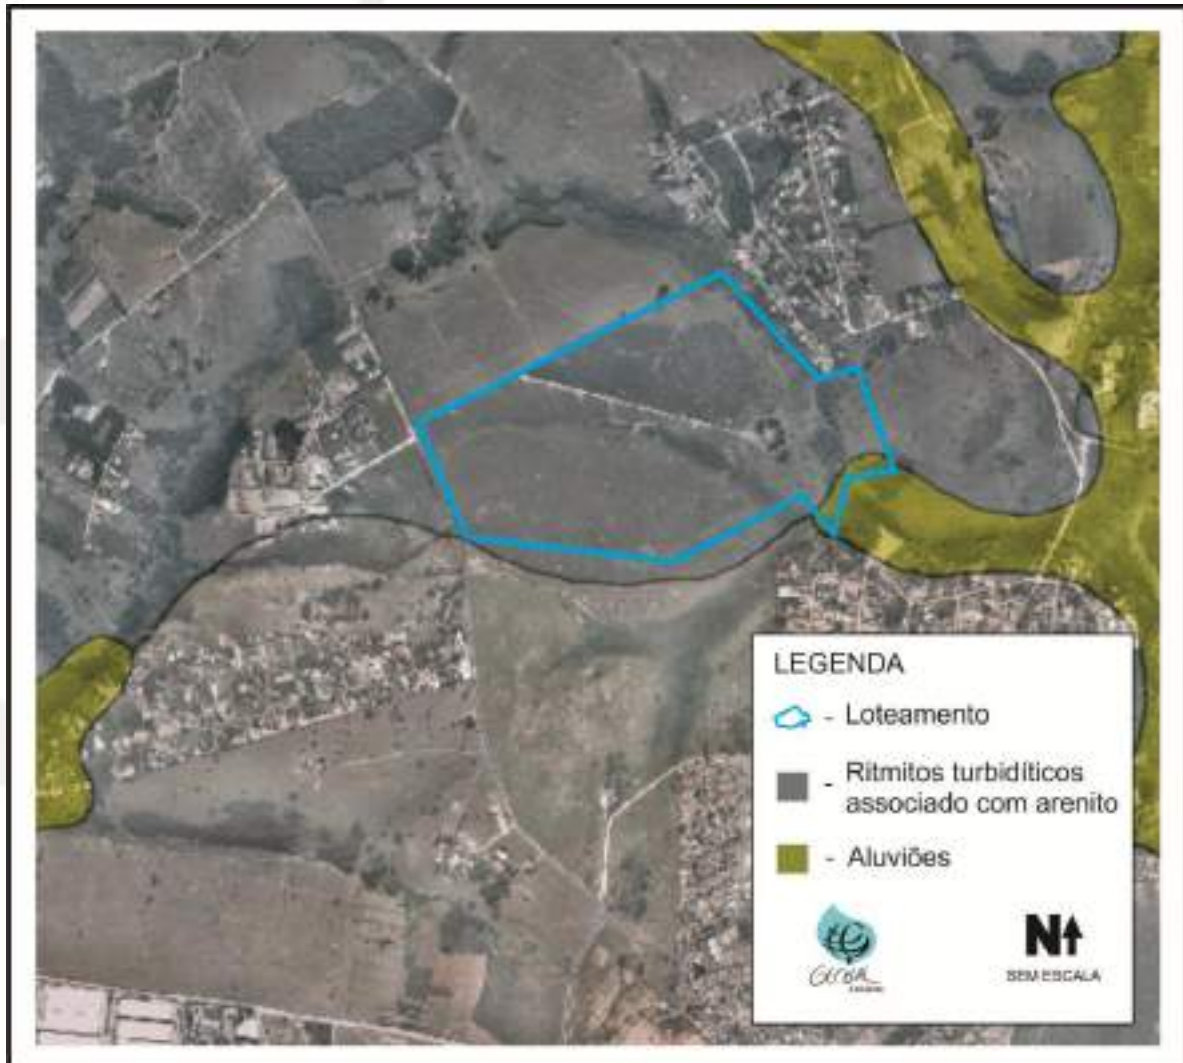 LEGENDA
- Loteamento
- Ritmitos turbidíticos
associado com arenito
- Aluviões
N
SEM ESCALA